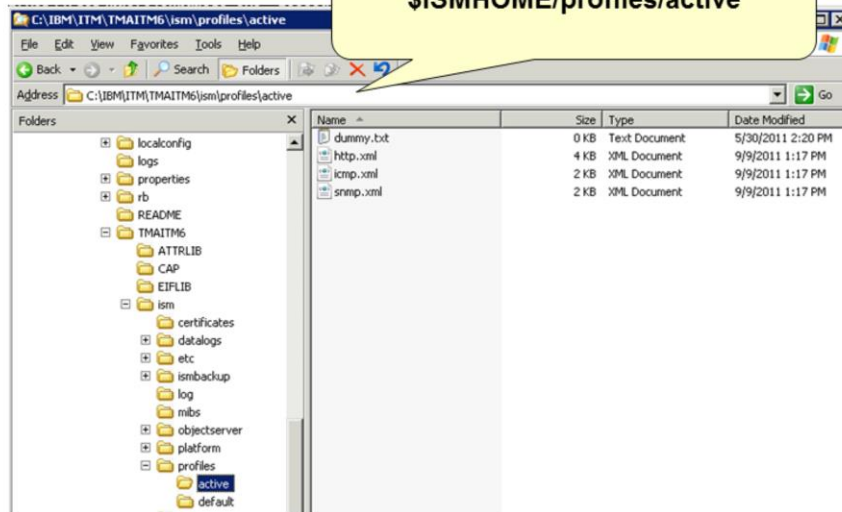 $ISMHOME/profiles/active
C:\IBM\ITM\TMAITM6\ism\profiles\active
File Edit View Favorites Tools Help
Back Search Folders
Address C:\IBM\ITM\TMAITM6\ism\profiles\active Go
Folders
Name Size Type Date Modified
dummy.txt 0 KB Text Document 5/30/2011 2:20 PM
http.xml 4 KB XML Document 9/9/2011 1:17 PM
icmp.xml 2 KB XML Document 9/9/2011 1:17 PM
snmp.xml 2 KB XML Document 9/9/2011 1:17 PM
localconfig
logs
properties
rb
README
TMAITM6
ATTRLIB
CAP
EIFLIB
ism
certificates
datalogs
etc
ismbackup
log
mibs
objectserver
platform
profiles
active
default